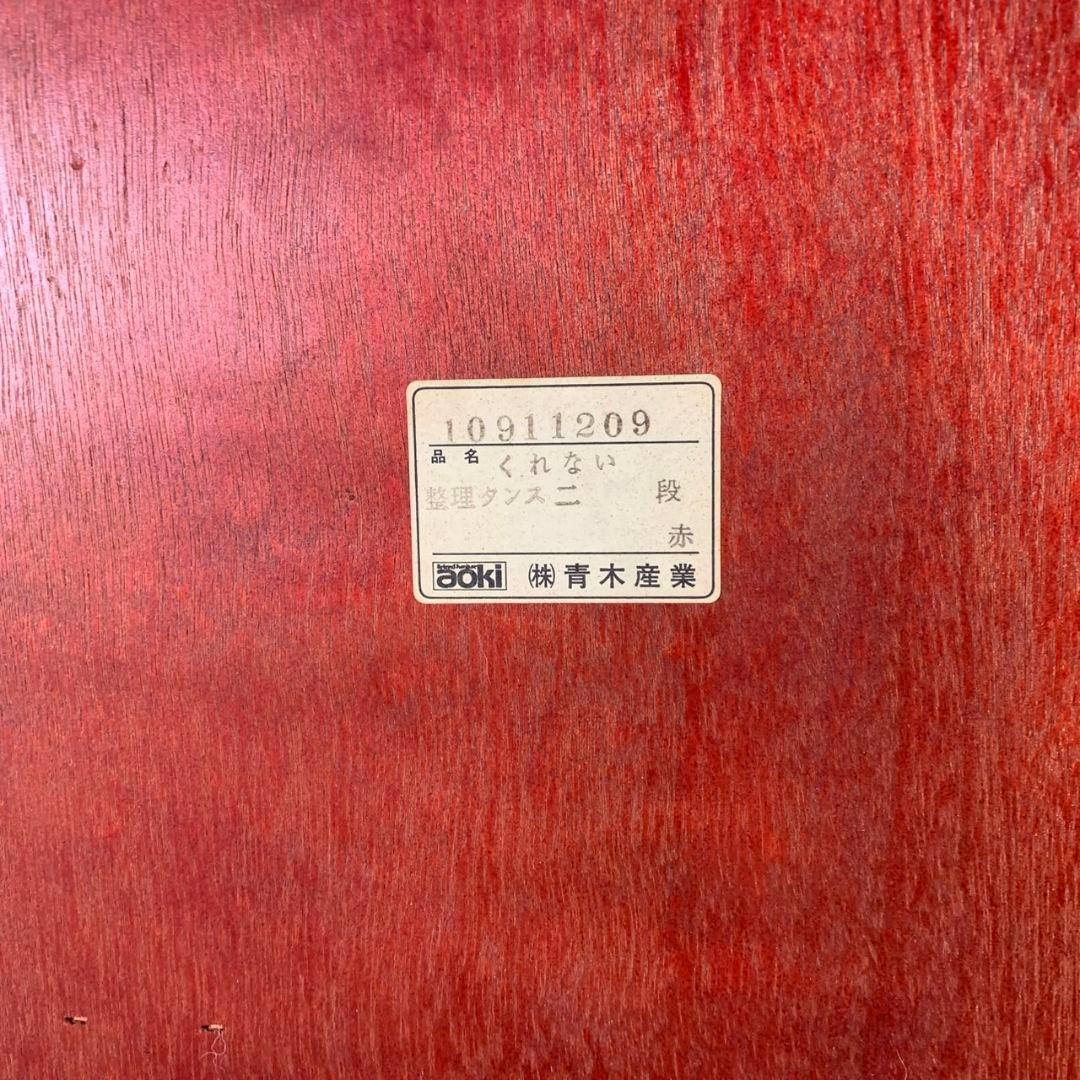 10911209
品名 くれない
整理タンス二 段
赤
aoki ㈱青木産業